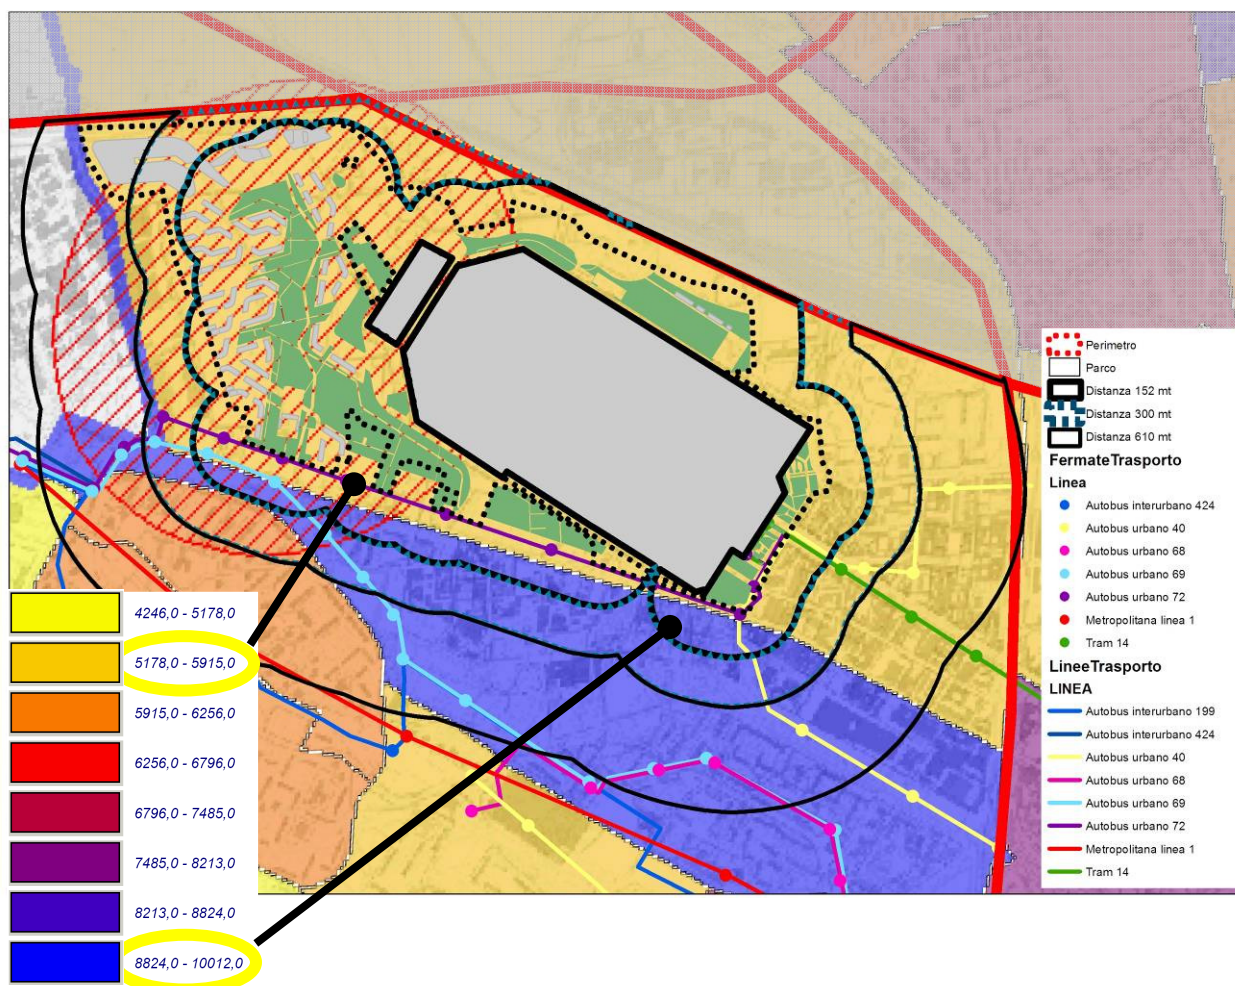 Perimetro
Parco
Distanza 152 mt
Distanza 300 mt
Distanza 610 mt
FermateTrasporto
Linea
Autobus interurbano 424
Autobus urbano 40
Autobus urbano 68
Autobus urbano 69
Autobus urbano 72
Metropolitana linea 1
Tram 14
LineeTrasporto
LINEA
Autobus interurbano 199
Autobus interurbano 424
Autobus urbano 40
Autobus urbano 68
Autobus urbano 69
Autobus urbano 72
Metropolitana linea 1
Tram 14
4246,0 - 5178,0
5178,0 - 5915,0
5915,0 - 6256,0
6256,0 - 6796,0
6796,0 - 7485,0
7485,0 - 8213,0
8213,0 - 8824,0
8824,0 - 10012,0